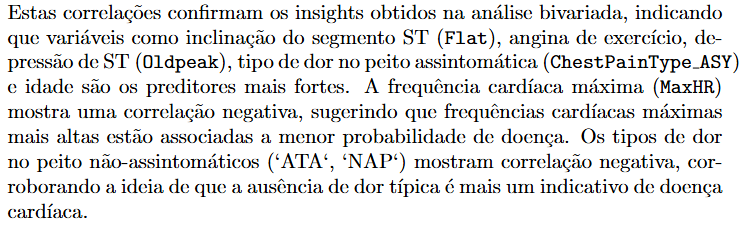 Estas correlações confirmam os insights obtidos na análise bivariada, indicando
que variáveis como inclinação do segmento ST (Flat), angina de exercício, de-
pressão de ST (Oldpeak), tipo de dor no peito assintomática (ChestPainType_ASY)
e idade são os preditores mais fortes. A frequência cardíaca máxima (MaxHR)
mostra uma correlação negativa, sugerindo que frequências cardíacas máximas
mais altas estão associadas a menor probabilidade de doença. Os tipos de dor
no peito não-assintomáticos (‘ATA‘, ‘NAP‘) mostram correlação negativa, cor-
roborando a ideia de que a ausência de dor típica é mais um indicativo de doença
cardíaca.